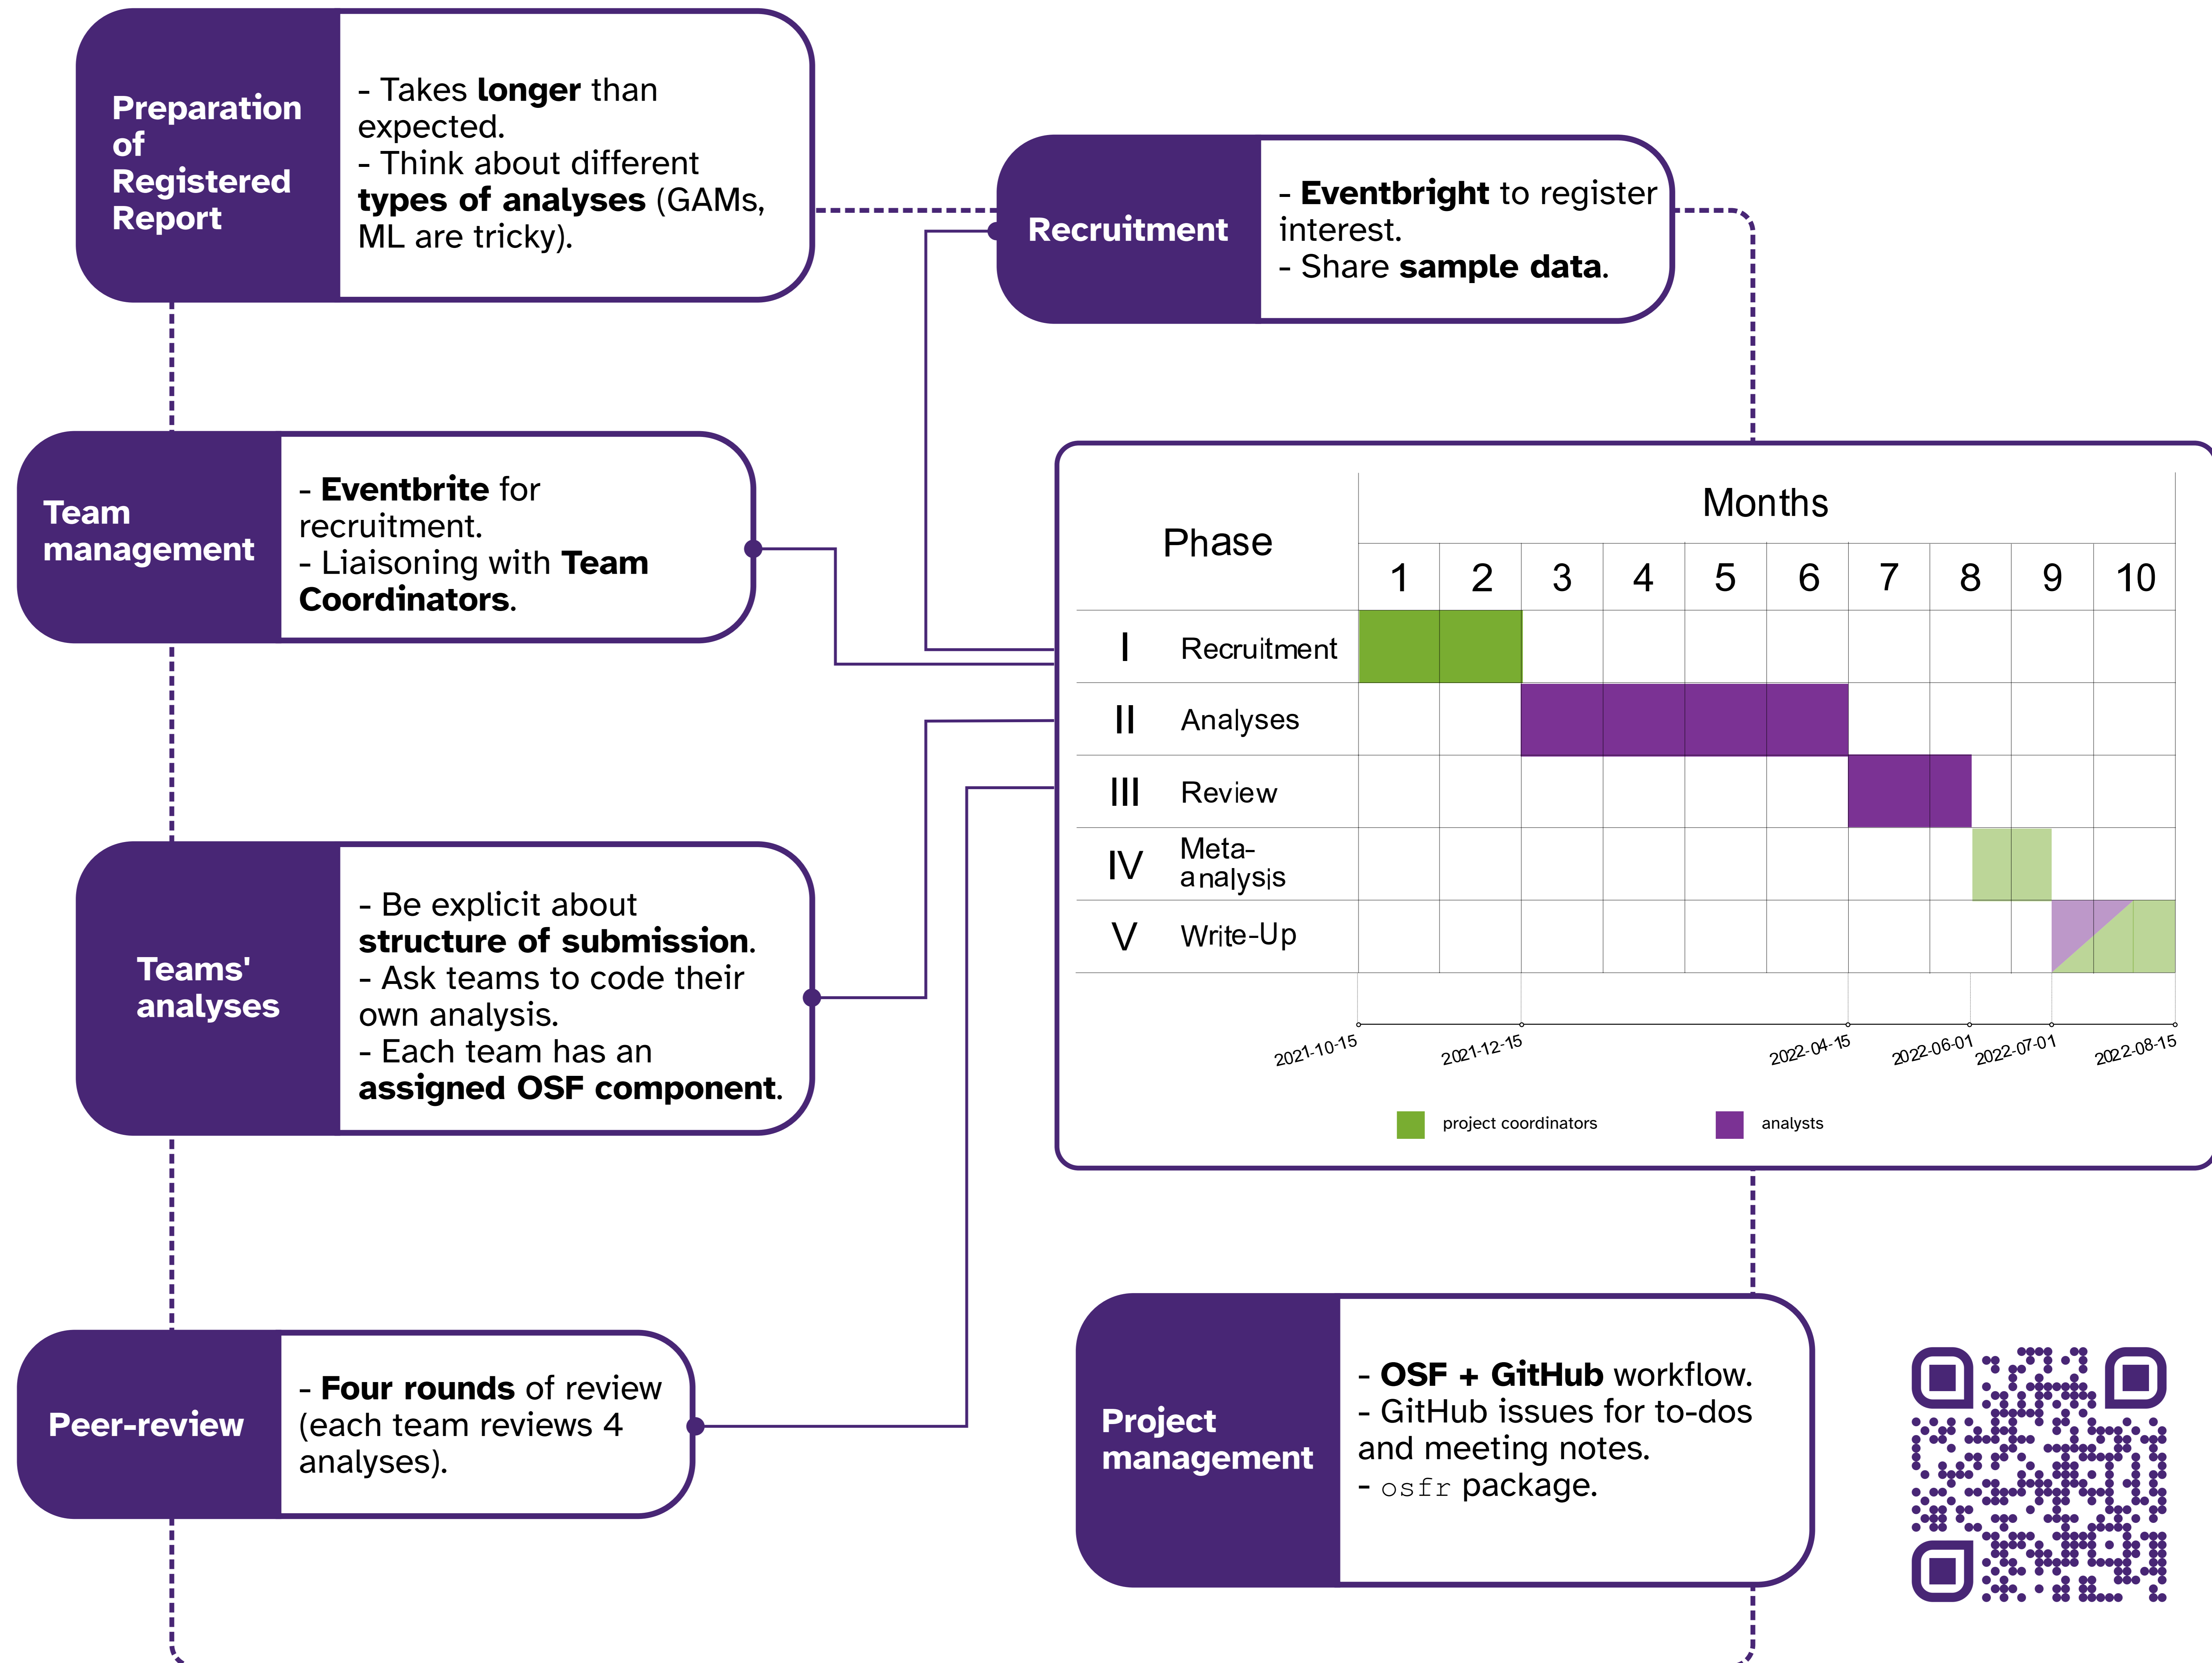 Preparation
of
Registered
Report
- Takes longer than
expected.
- Think about different
types of analyses (GAMs,
ML are tricky).
Recruitment
- Eventbright to register
interest.
- Share sample data.
Team
management
- Eventbrite for
recruitment.
- Liaisoning with Team
Coordinators.
Teams'
analyses
- Be explicit about
structure of submission.
- Ask teams to code their
own analysis.
- Each team has an
assigned OSF component.
Peer-review
- Four rounds of review
(each team reviews 4
analyses).
Phase
Months
1 2 3 4 5 6 7 8 9 10
I Recruitment
II Analyses
III Review
IV Meta-
analysis
V Write-Up
2021-10-15 2021-12-15 2022-04-15 2022-06-01 2022-07-01 2022-08-15
project coordinators analysts
Project
management
- OSF + GitHub workflow.
- GitHub issues for to-dos
and meeting notes.
- osfr package.